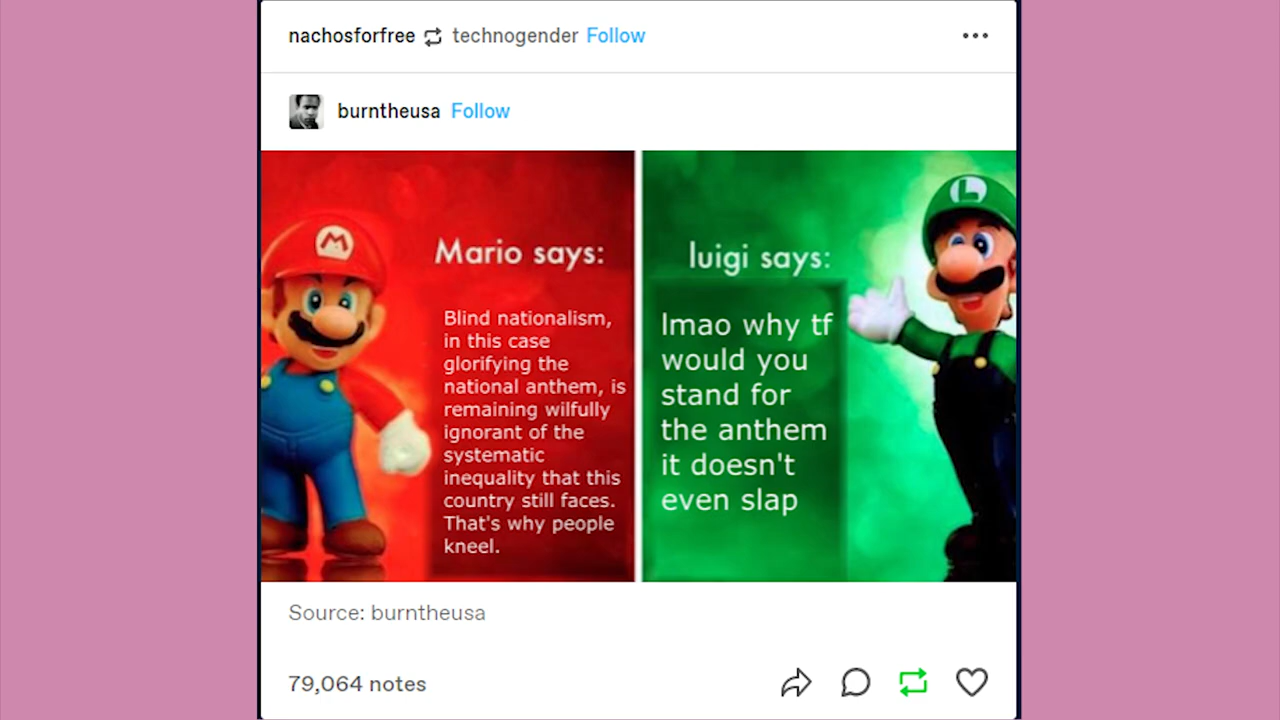 nachosforfree technogender Follow
burntheusa Follow
M
Mario says:
Blind nationalism,
in this case
glorifying the
national anthem, is
remaining wilfully
ignorant of the
systematic
inequality that this
country still faces.
That's why people
kneel.
L
luigi says:
lmao why tf
would you
stand for
the anthem
it doesn't
even slap
Source: burntheusa
79,064 notes